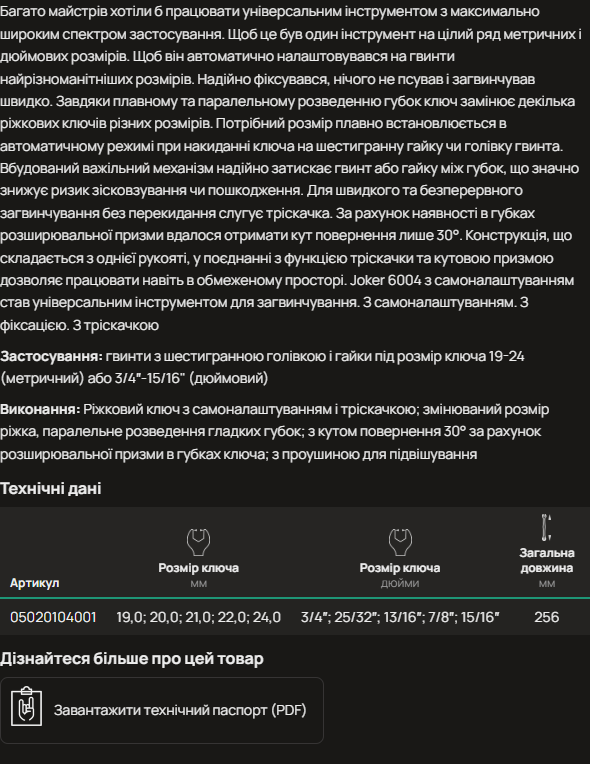 Багато майстрів хотіли б працювати універсальним інструментом з максимально
широким спектром застосування. Щоб це був один інструмент на цілий ряд метричних і
дюймових розмірів. Щоб він автоматично налаштовувався на гвинти
найрізноманітніших розмірів. Надійно фіксувався, нічого не псував і загвинчував
швидко. Завдяки плавному та паралельному розведенню губок ключ замінює декілька
ріжкових ключів різних розмірів. Потрібний розмір плавно встановлюється в
автоматичному режимі при накиданні ключа на шестигранну гайку чи голівку гвинта.
Вбудований важільний механізм надійно затискає гвинт або гайку між губок, що значно
знижує ризик зісковзування чи пошкодження. Для швидкого та безперервного
загвинчування без перекидання слугує тріскачка. За рахунок наявності в губках
розширювальної призми вдалося отримати кут повернення лише 30°. Конструкція, що
складається з однієї рукояті, у поєднанні з функцією тріскачки та кутовою призмою
дозволяє працювати навіть в обмеженому просторі. Joker 6004 з самоналаштуванням
став універсальним інструментом для загвинчування. З самоналаштуванням. З
фіксацією. З тріскачкою
Застосування: гвинти з шестигранною голівкою і гайки під розмір ключа 19-24
(метричний) або 3/4″-15/16" (дюймовий)
Виконання: Ріжковий ключ з самоналаштуванням і тріскачкою; змінюваний розмір
ріжка, паралельне розведення гладких губок; з кутом повернення 30° за рахунок
розширювальної призми в губках ключа; з проушиною для підвішування
Технічні дані
Артикул
Розмір ключа
мм
Розмір ключа
дюйми
Загальна
довжина
мм
05020104001 19,0; 20,0; 21,0; 22,0; 24,0 3/4″; 25/32″; 13/16″; 7/8″; 15/16″ 256
Дізнайтеся більше про цей товар
Завантажити технічний паспорт (PDF)